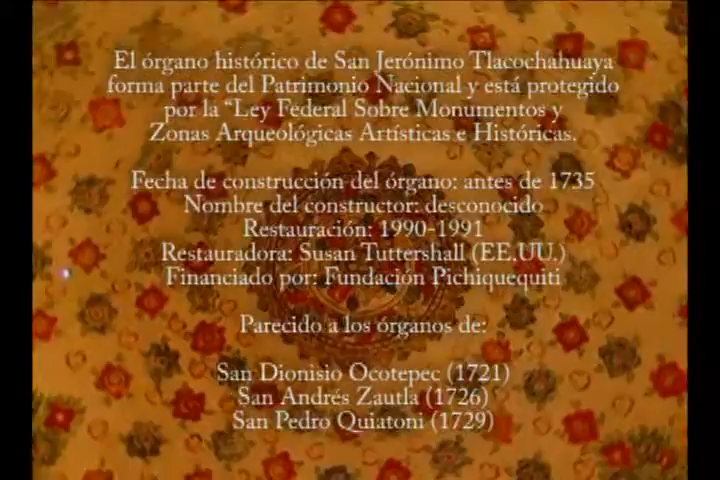 El órgano histórico de San Jerónimo Tlacochahuaya
forma parte del Patrimonio Nacional y está protegido
por la “Ley Federal Sobre Monumentos y
Zonas Arqueológicas Artísticas e Históricas.
Fecha de construcción del órgano: antes de 1735
Nombre del constructor: desconocido
Restauración: 1990-1991
Restauradora: Susan Tuttershall (EE.UU.)
Financiado por: Fundación Pichiquequiti
Parecido a los órganos de:
San Dionisio Ocotepec (1721)
San Andrés Zautla (1726)
San Pedro Quiatoni (1729)